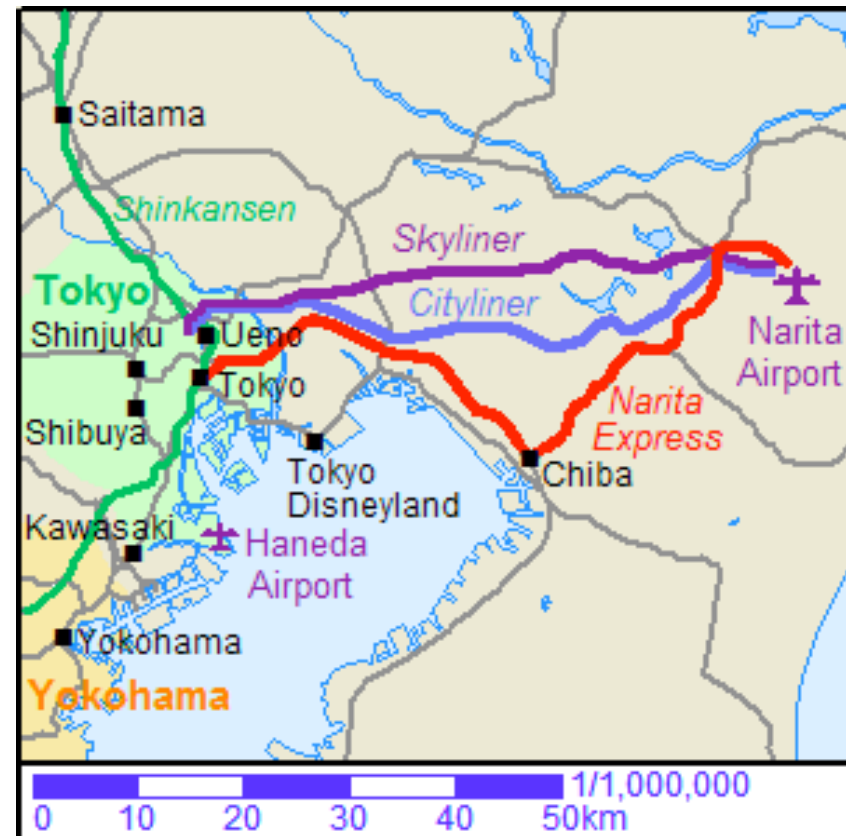 Saitama
Shinkansen
Skyliner
Tokyo
Cityliner
Shinjuku
Ueno
Narita
Airport
Tokyo
Narita
Express
Shibuya
Tokyo
Disneyland
Chiba
Kawasaki
Haneda
Airport
Yokohama
Yokohama
1/1,000,000
0 10 20 30 40 50km